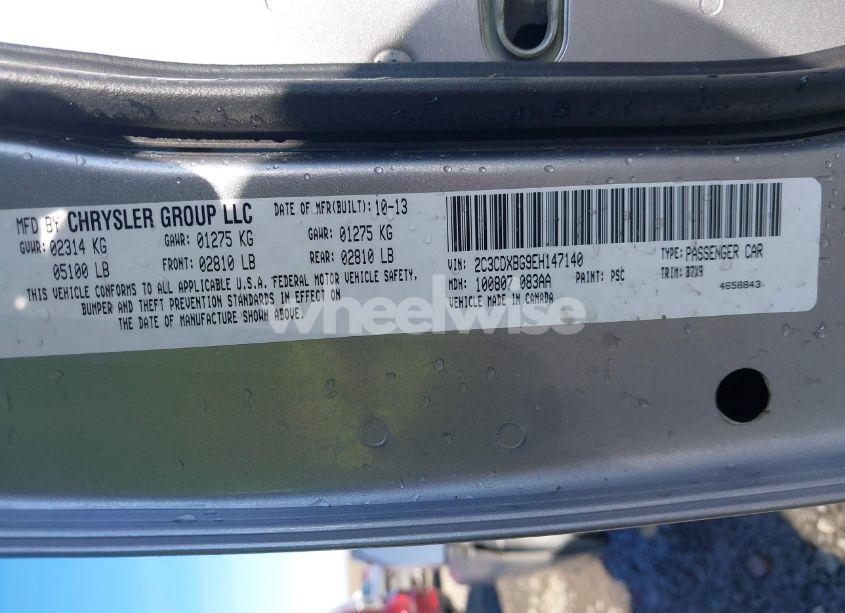 MFD BY CHRYSLER GROUP LLC DATE OF MFR(BUILT): 10-13
GVWR: 02314 KG GAWR: 01275 KG GAWR: 01275 KG
05100 LB FRONT: 02810 LB REAR: 02810 LB
THIS VEHICLE CONFORMS TO ALL APPLICABLE U.S.A. FEDERAL MOTOR VEHICLE SAFETY,
BUMPER AND THEFT PREVENTION STANDARDS IN EFFECT ON
THE DATE OF MANUFACTURE SHOWN ABOVE.
VIN: 2C3CDXBG9EH147140 TYPE: PASSENGER CAR
MDH: 100807 083AA PAINT: PSC TRIM: B7X9
VEHICLE MADE IN CANADA 4658843
wheelwise